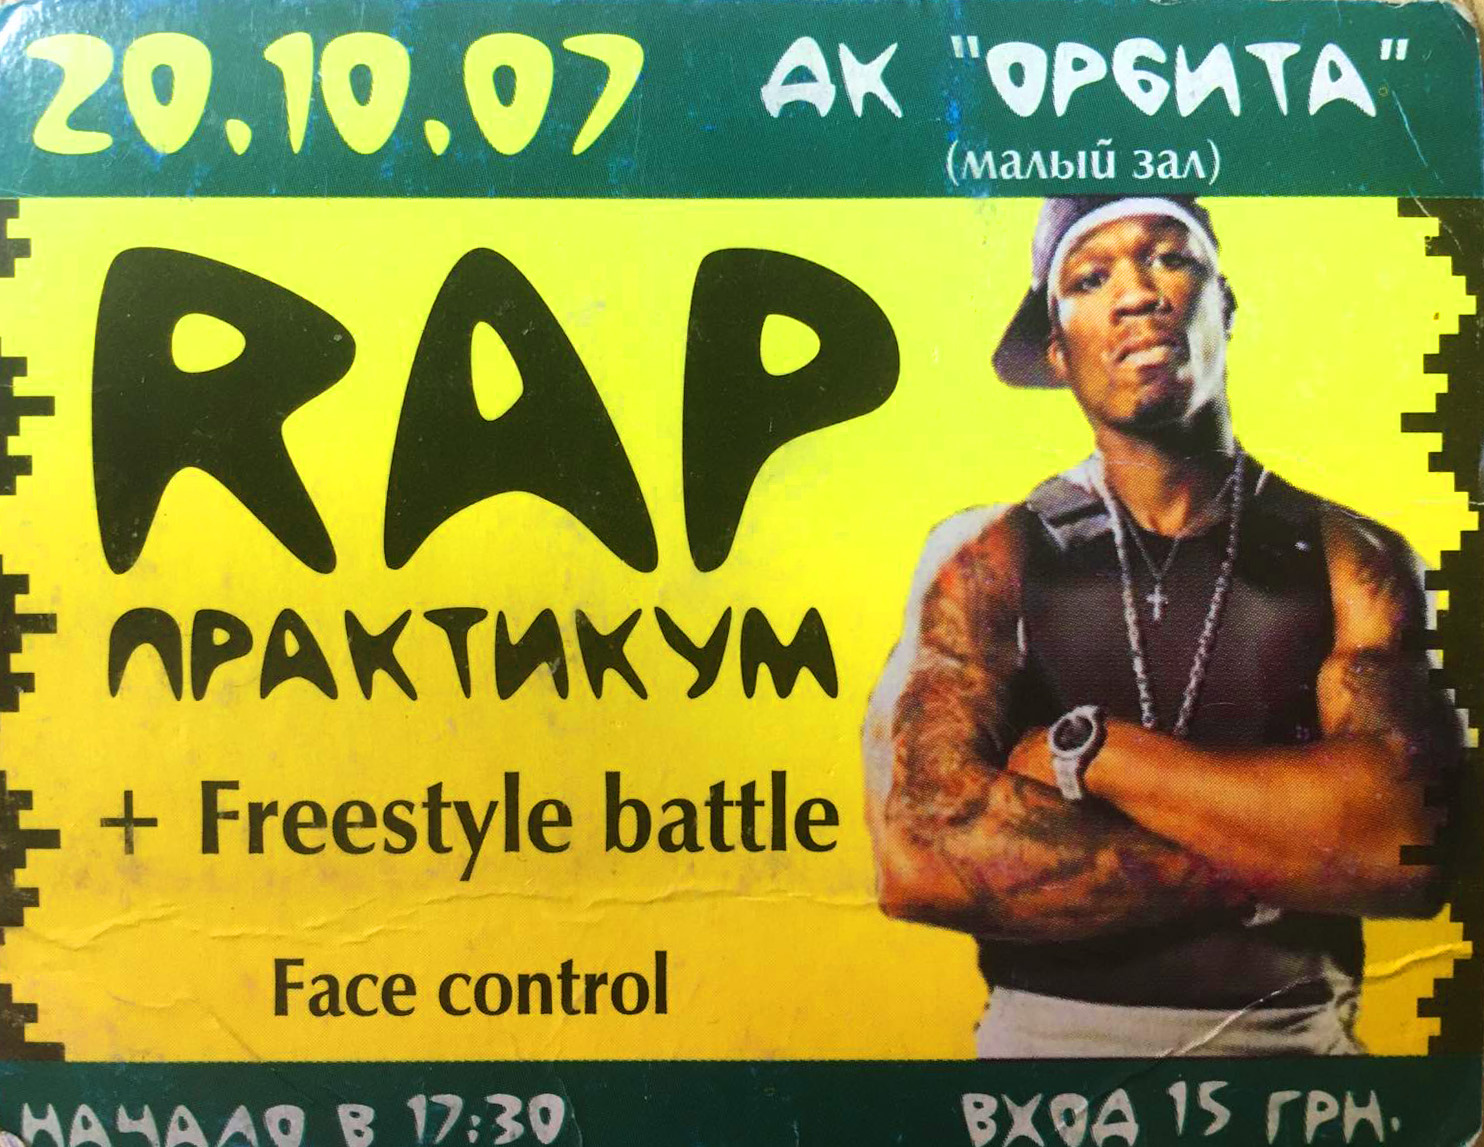 20.10.07
ДК "ОРБИТА"
(малый зал)
RAP
ПРАКТИКУМ
+ Freestyle battle
Face control
НАЧАЛО В 17:30
ВХОД 15 ГРН.